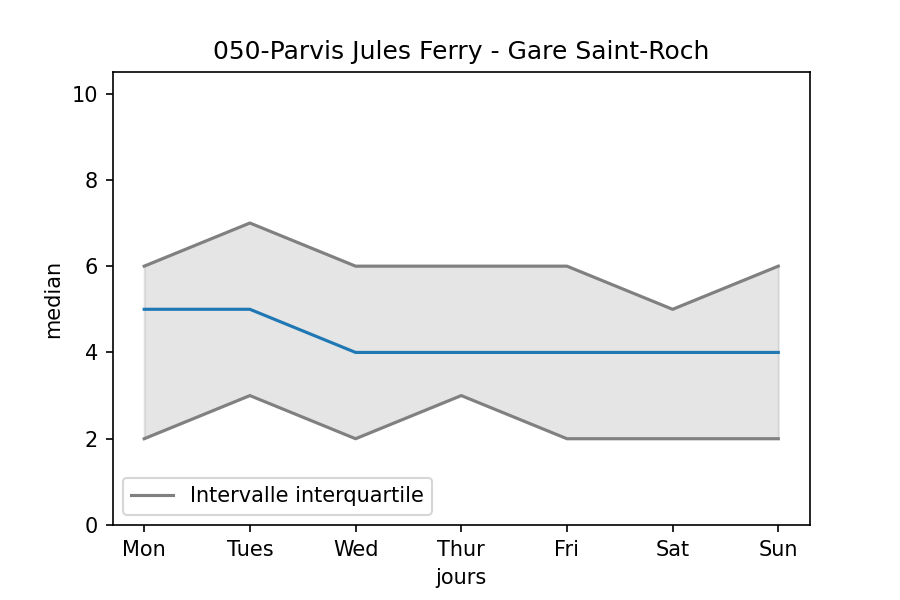 050-Parvis Jules Ferry - Gare Saint-Roch
10
8
6
4
2
0
median
Intervalle interquartile
Mon Tues Wed Thur Fri Sat Sun
jours